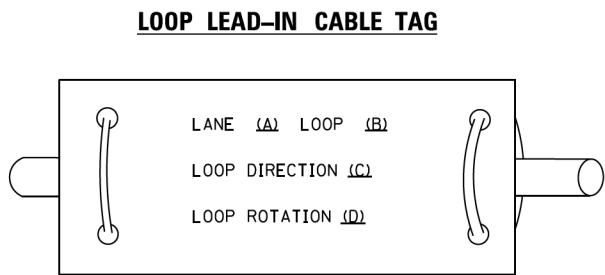 LOOP LEAD–IN CABLE TAG
LANE (A) LOOP (B)
LOOP DIRECTION (C)
LOOP ROTATION (D)